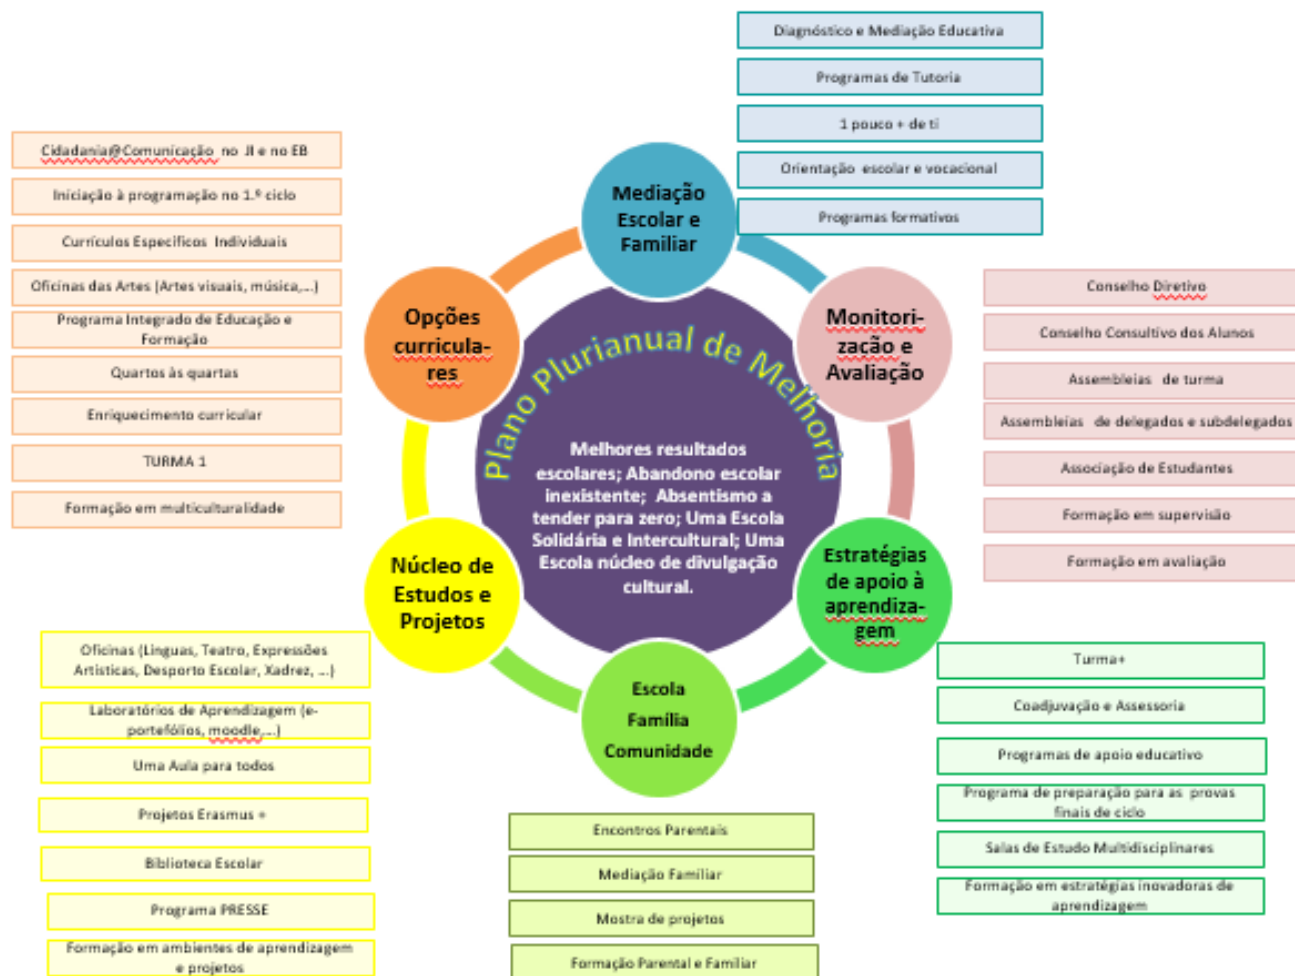 Diagnóstico e Mediação Educativa
Programas de Tutoria
1 pouco + de ti
Orientação escolar e vocacional
Programas formativos
Mediação
Escolar e
Familiar
Cidadania@Comunicação no JI e no EB
Iniciação à programação no 1.º ciclo
Currículos Específicos Individuais
Oficinas das Artes (Artes visuais, música,...)
Programa Integrado de Educação e
Formação
Quartos às quartas
Enriquecimento curricular
TURMA 1
Formação em multiculturalidade
Opções
curricula-
res
Monitori-
zação e
Avaliação
Conselho Diretivo
Conselho Consultivo dos Alunos
Assembleias de turma
Assembleias de delegados e subdelegados
Associação de Estudantes
Formação em supervisão
Formação em avaliação
Plano Plurianual de Melhoria
Melhores resultados
escolares; Abandono escolar
inexistente; Absentismo a
tender para zero; Uma Escola
Solidária e Intercultural; Uma
Escola núcleo de divulgação
cultural.
Núcleo de
Estudos e
Projetos
Oficinas (Línguas, Teatro, Expressões
Artísticas, Desporto Escolar, Xadrez, ...)
Laboratórios de Aprendizagem (e-
portefólios, moodle,...)
Uma Aula para todos
Projetos Erasmus +
Biblioteca Escolar
Programa PRESSE
Formação em ambientes de aprendizagem
e projetos
Escola
Família
Comunidade
Encontros Parentais
Mediação Familiar
Mostra de projetos
Formação Parental e Familiar
Estratégias
de apoio à
aprendiza-
gem
Turma+
Coadjuvação e Assessoria
Programas de apoio educativo
Programa de preparação para as provas
finais de ciclo
Salas de Estudo Multidisciplinares
Formação em estratégias inovadoras de
aprendizagem